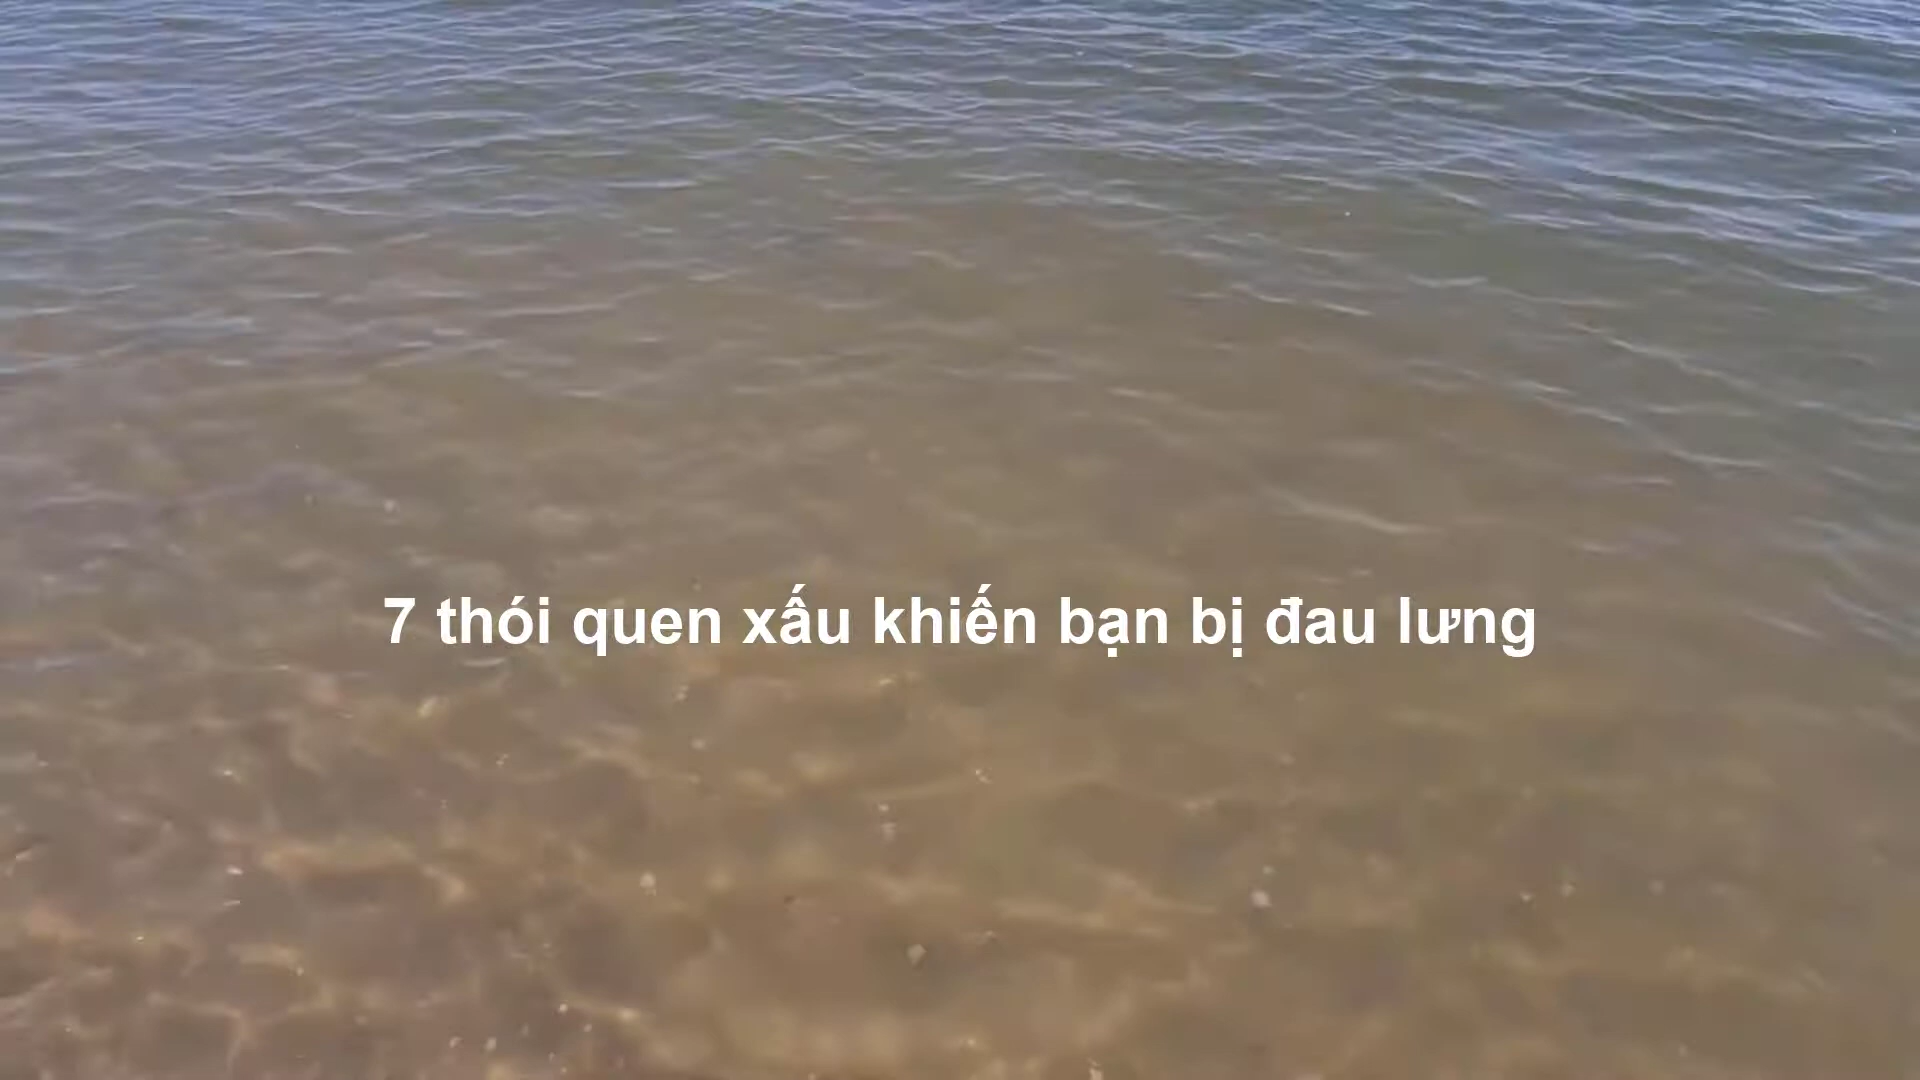 7 thói quen xấu khiến bạn bị đau lưng